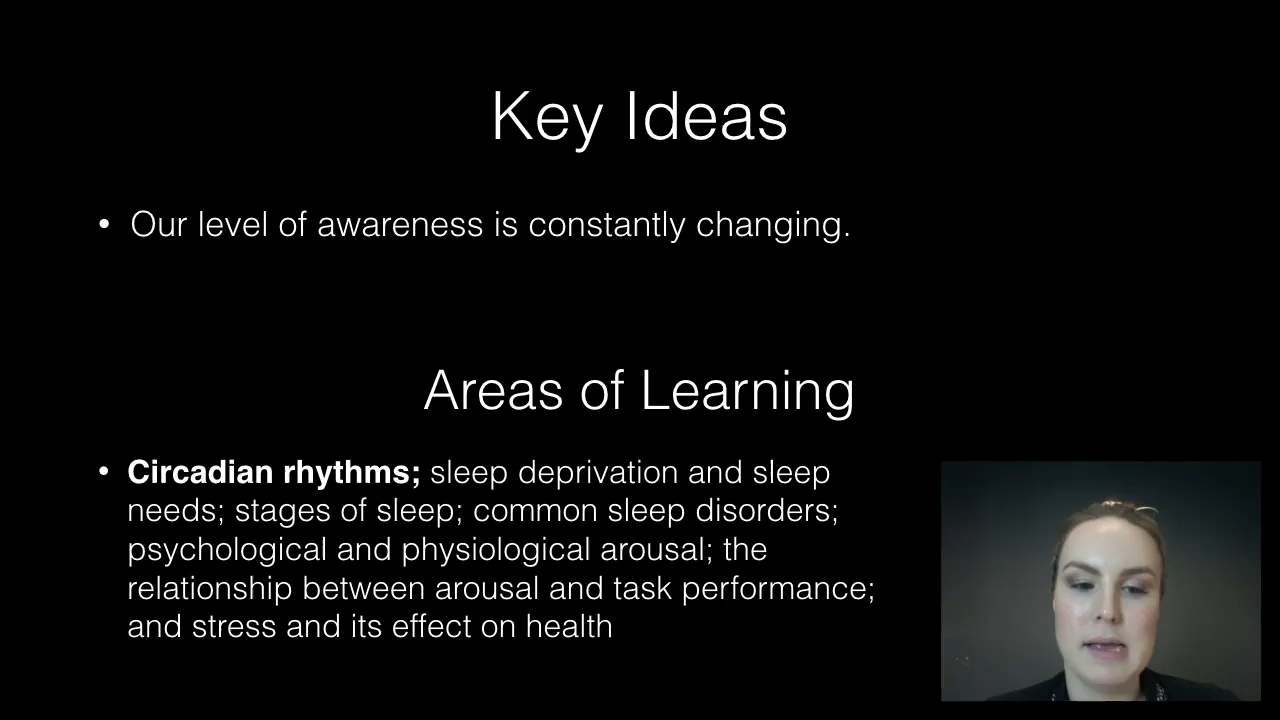 Key Ideas
• Our level of awareness is constantly changing.
Areas of Learning
• Circadian rhythms; sleep deprivation and sleep
needs; stages of sleep; common sleep disorders;
psychological and physiological arousal; the
relationship between arousal and task performance;
and stress and its effect on health